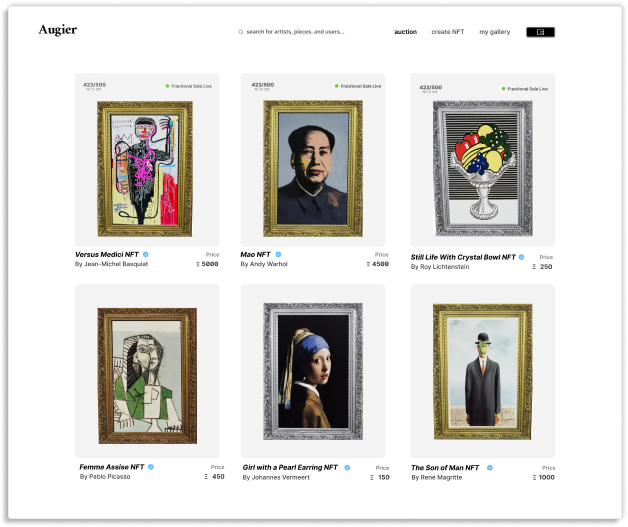 Augier
search for artists, pieces, and users...
auction
create NFT
my gallery
423/500
NFTs left
Fractional Sale Live
423/500
NFTs left
Fractional Sale Live
423/500
NFTs left
Fractional Sale Live
Versus Medici NFT
Price
By Jean-Michel Basquiat
Ξ 5000
Mao NFT
Price
By Andy Warhol
Ξ 4500
Still Life With Crystal Bowl NFT
Price
By Roy Lichtenstein
Ξ 250
Femme Assise NFT
Price
By Pablo Picasso
Ξ 450
Girl with a Pearl Earring NFT
Price
By Johannes Vermeert
Ξ 150
The Son of Man NFT
Price
By René Magritte
Ξ 1000